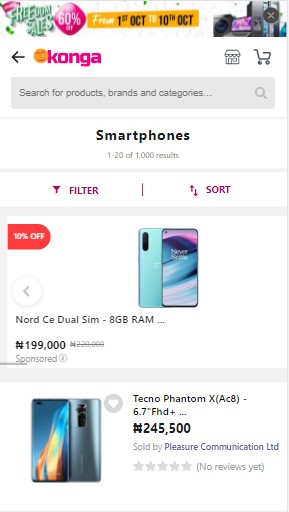 FREEDOM
SALES
60%
OFF
From 1ST OCT TO 10TH OCT
konga
Search for products, brands and categories...
Smartphones
1-20 of 1,000 results
FILTER
SORT
10% OFF
Never
Settle
Nord Ce Dual Sim - 8GB RAM ...
₦199,000 ₦220,000
Sponsored
Tecno Phantom X(Ac8) -
6.7"Fhd+ ...
₦245,500
Sold by Pleasure Communication Ltd
(No reviews yet)